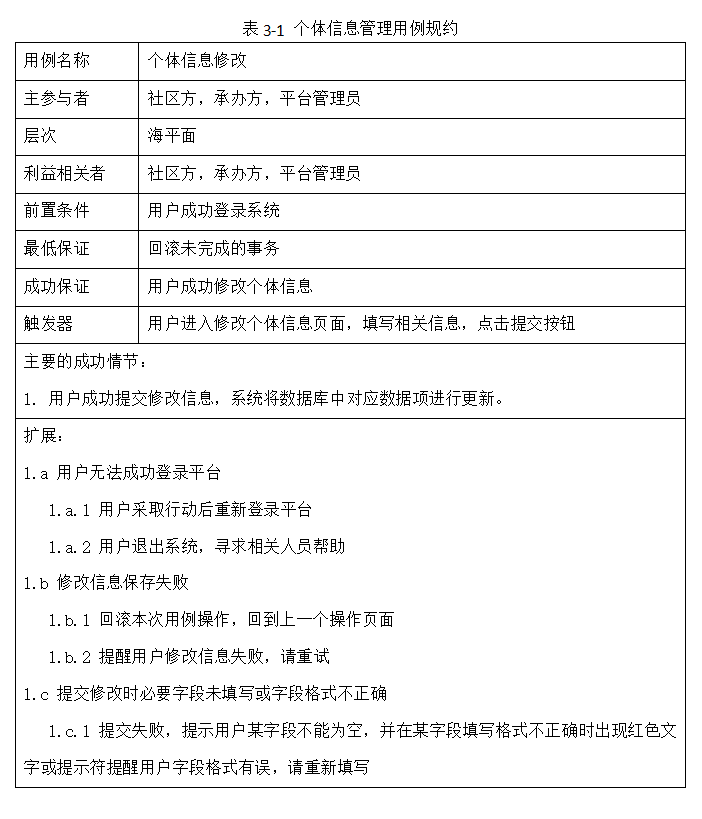 表 3-1 个体信息管理用例规约
用例名称 个体信息修改
主参与者 社区方，承办方，平台管理员
层次 海平面
利益相关者 社区方，承办方，平台管理员
前置条件 用户成功登录系统
最低保证 回滚未完成的事务
成功保证 用户成功修改个体信息
触发器 用户进入修改个体信息页面，填写相关信息，点击提交按钮
主要的成功情节：
1. 用户成功提交修改信息，系统将数据库中对应数据项进行更新。
扩展：
1.a 用户无法成功登录平台
1.a.1 用户采取行动后重新登录平台
1.a.2 用户退出系统，寻求相关人员帮助
1.b 修改信息保存失败
1.b.1 回滚本次用例操作，回到上一个操作页面
1.b.2 提醒用户修改信息失败，请重试
1.c 提交修改时必要字段未填写或字段格式不正确
1.c.1 提交失败，提示用户某字段不能为空，并在某字段填写格式不正确时出现红色文
字或提示符提醒用户字段格式有误，请重新填写